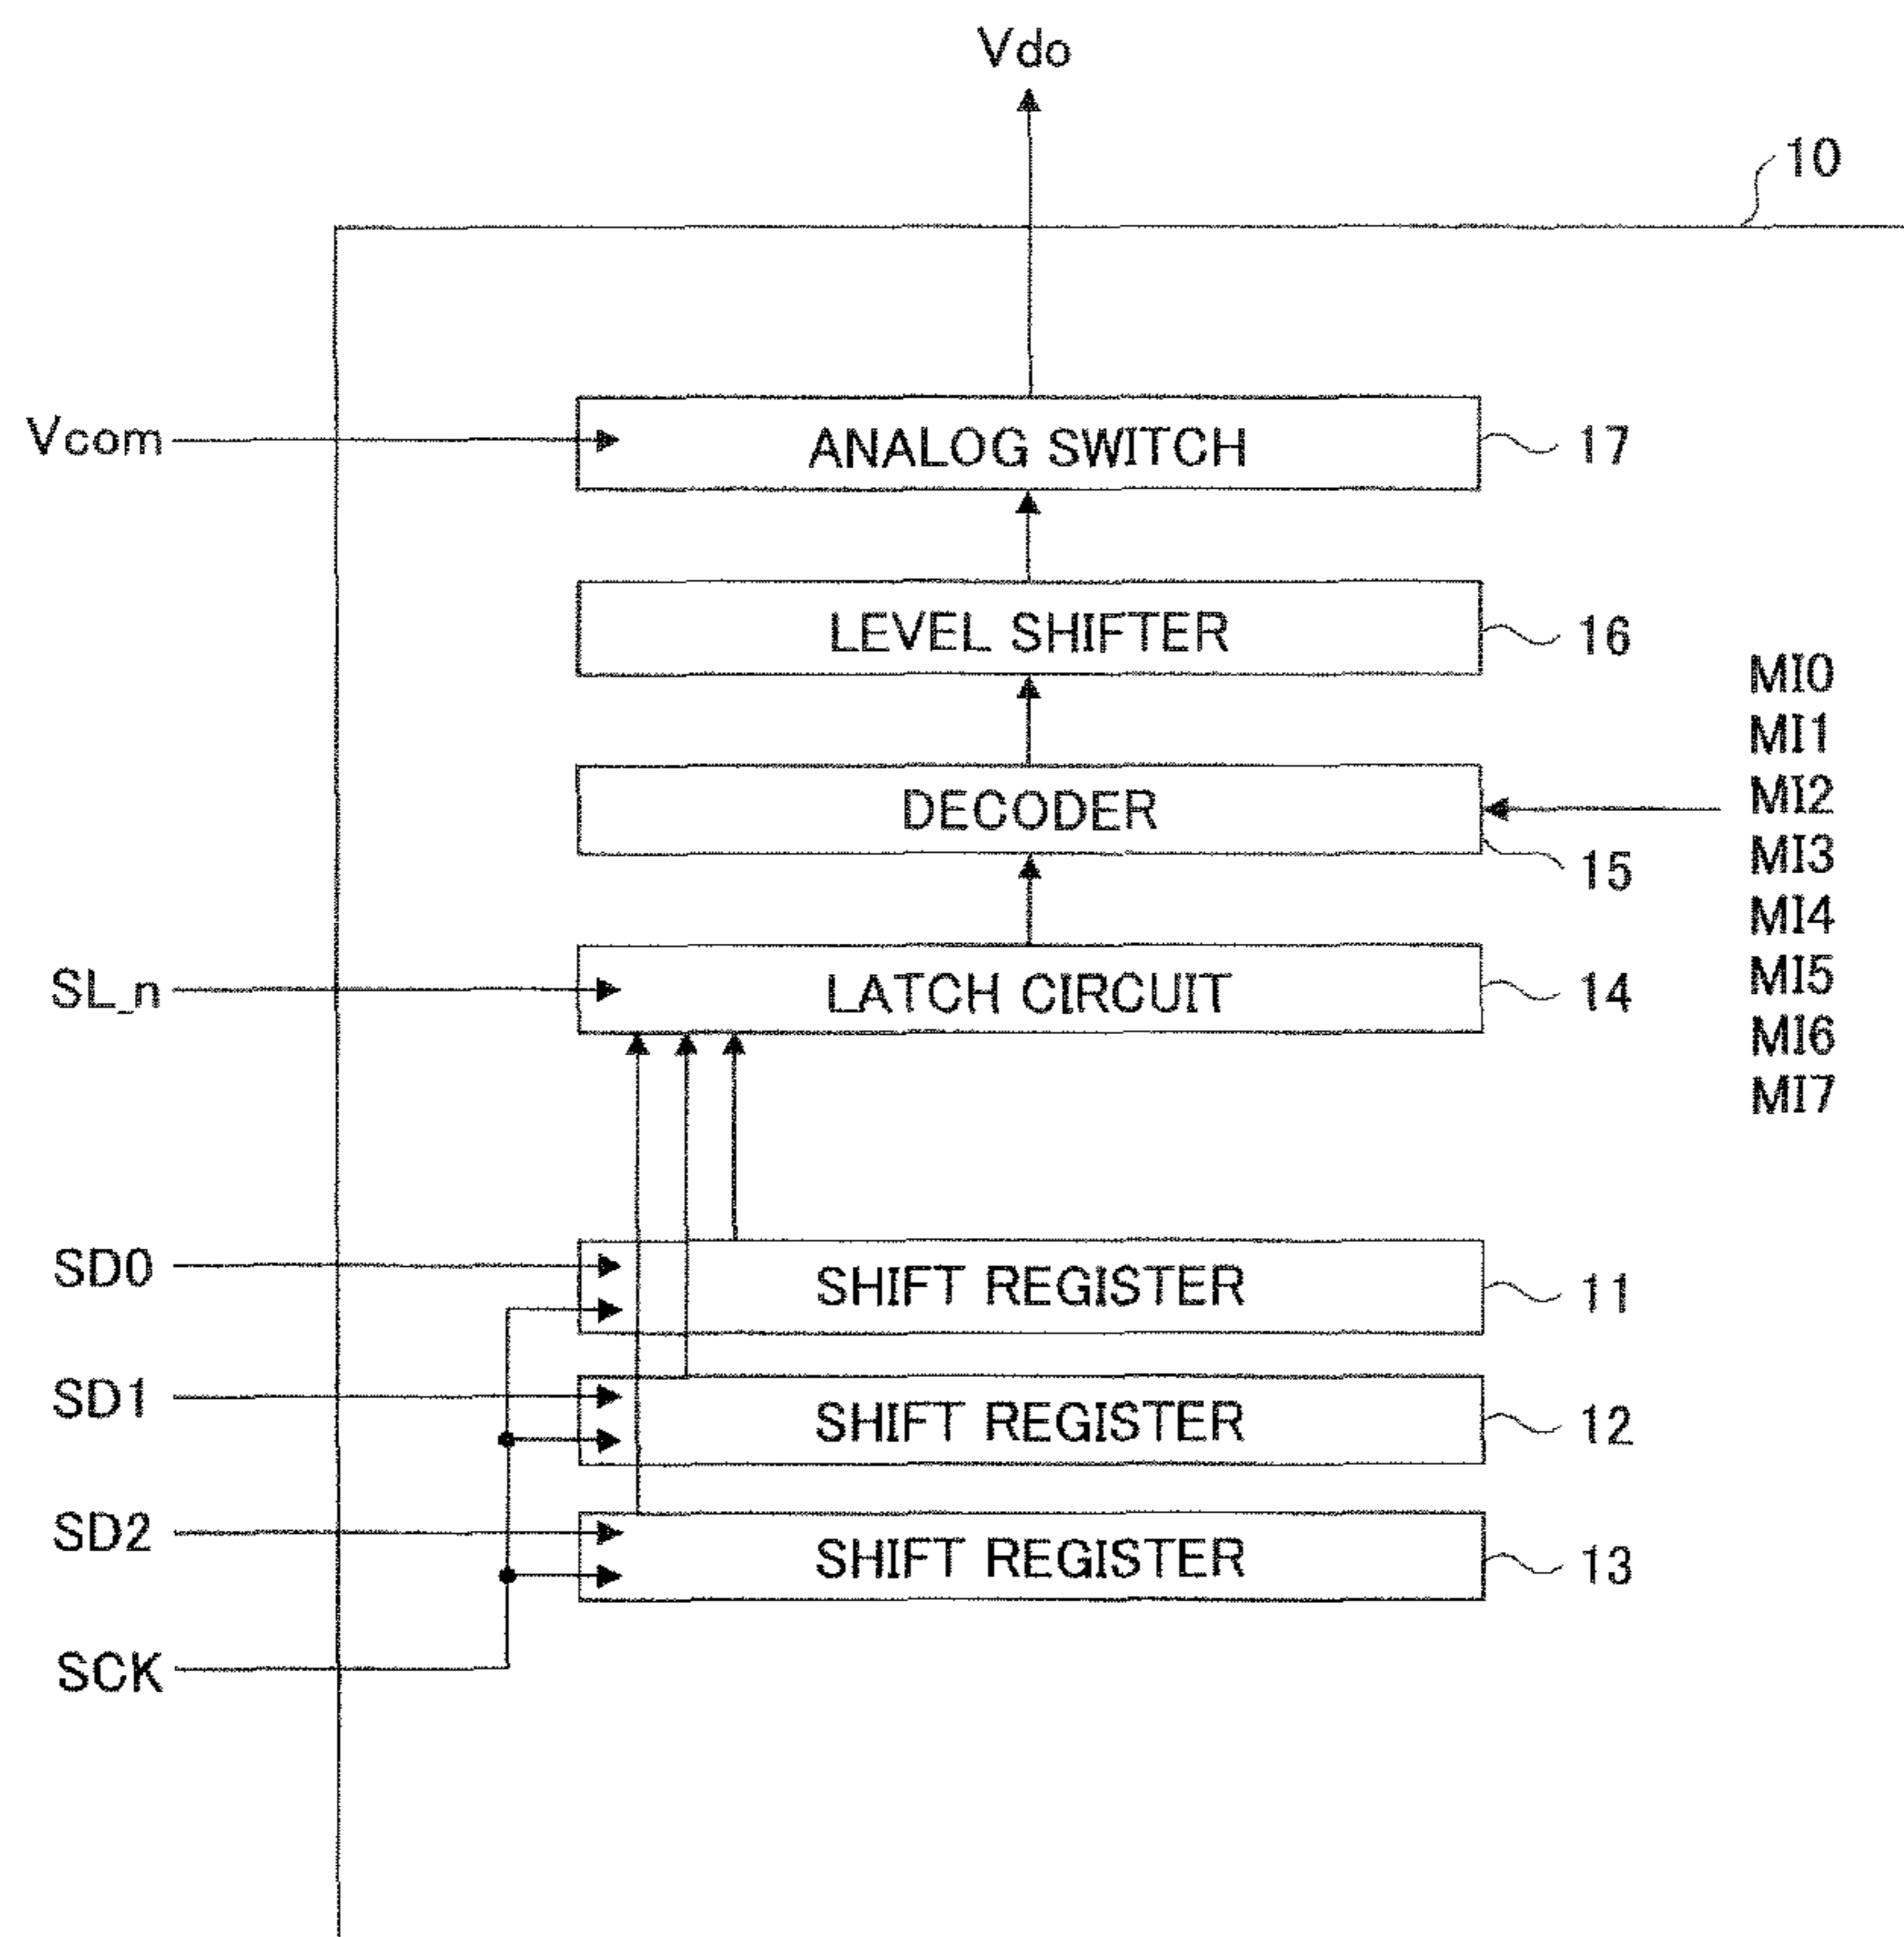 Vdo
10
Vcom
ANALOG SWITCH
17
LEVEL SHIFTER
16
MI0
MI1
MI2
MI3
MI4
MI5
MI6
MI7
DECODER
15
SL_n
LATCH CIRCUIT
14
SD0
SHIFT REGISTER
11
SD1
SHIFT REGISTER
12
SD2
SHIFT REGISTER
13
SCK